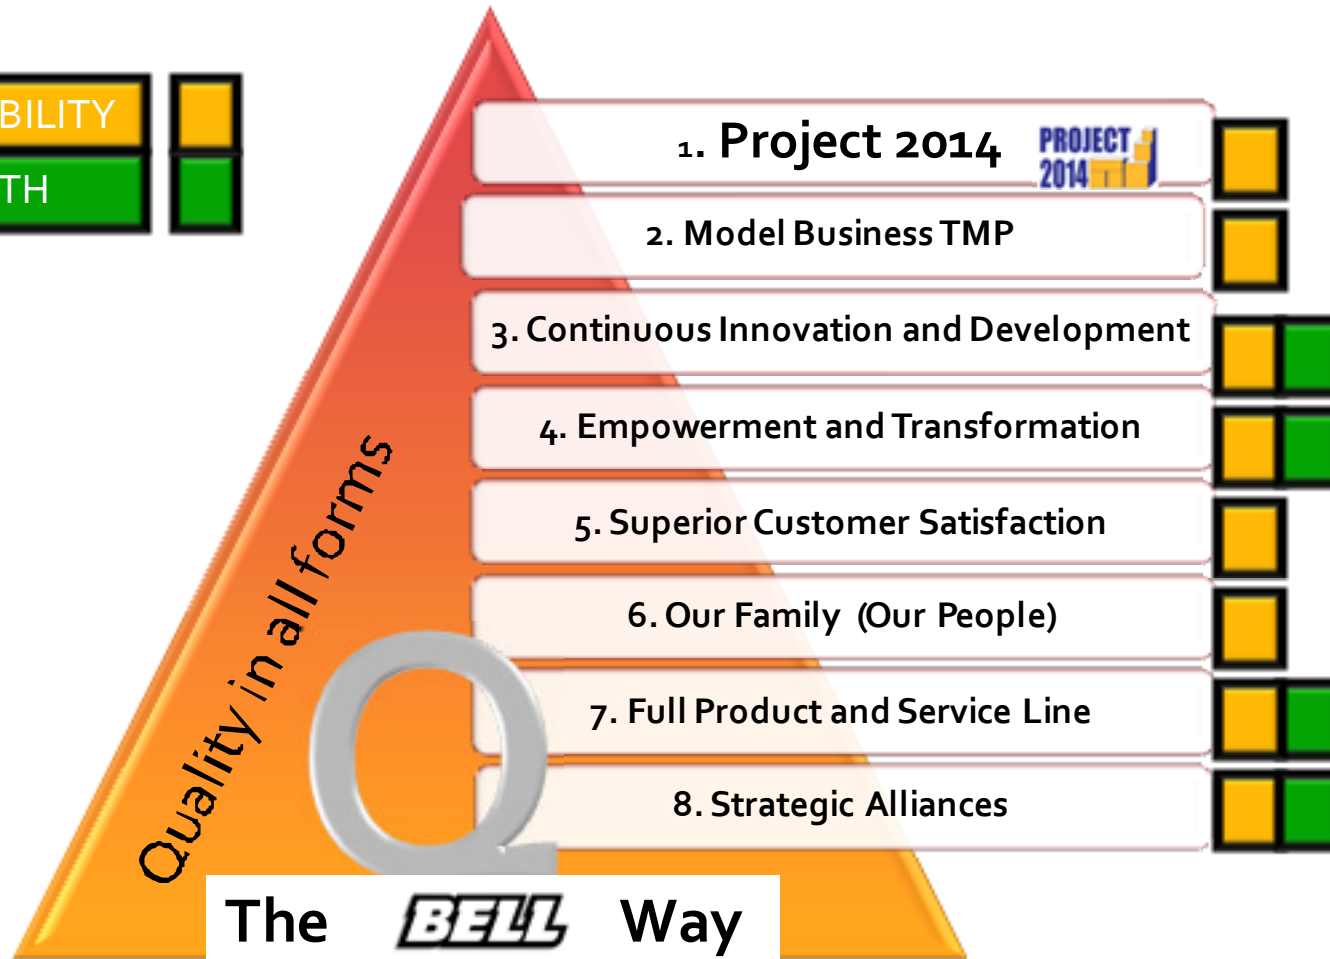 BILITY
TH
1. Project 2014
PROJECT
2014
2. Model Business TMP
3. Continuous Innovation and Development
4. Empowerment and Transformation
5. Superior Customer Satisfaction
6. Our Family (Our People)
7. Full Product and Service Line
8. Strategic Alliances
Quality in all forms
Q
The BELL Way